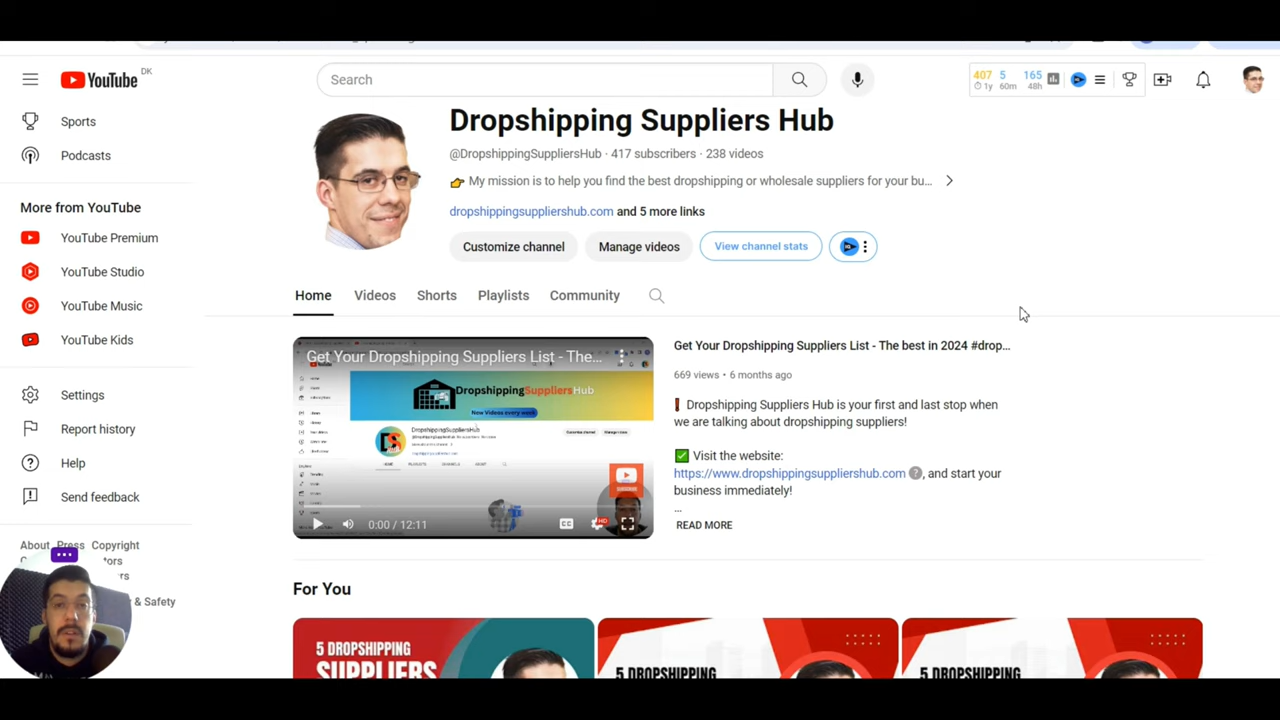 YouTube DK
Search
407 5 165
1y 60m 48h
Sports
Podcasts
More from YouTube
YouTube Premium
YouTube Studio
YouTube Music
YouTube Kids
Settings
Report history
Help
Send feedback
About Press Copyright
& Safety
Dropshipping Suppliers Hub
@DropshippingSuppliersHub · 417 subscribers · 238 videos
👉 My mission is to help you find the best dropshipping or wholesale suppliers for your bu...
dropshippingsuppliershub.com and 5 more links
Customize channel
Manage videos
View channel stats
Home
Videos
Shorts
Playlists
Community
Get Your Dropshipping Suppliers List - The...
DropshippingSuppliersHub
New Videos every week
DropshippingSuppliersHub
0:00 / 12:11
CC
HD
Get Your Dropshipping Suppliers List - The best in 2024 #drop...
669 views • 6 months ago
❗ Dropshipping Suppliers Hub is your first and last stop when
we are talking about dropshipping suppliers!
✅ Visit the website:
https://www.dropshippingsuppliershub.com ?, and start your
business immediately!
...
READ MORE
For You
5 DROPSHIPPING
SUPPLIERS
5 DROPSHIPPING
5 DROPSHIPPING